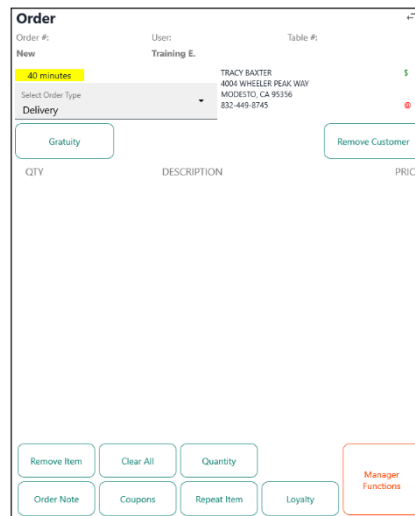 Order
Order #: User: Table #:
New Training E.
40 minutes
TRACY BAXTER $
4004 WHEELER PEAK WAY
Select Order Type
MODESTO, CA 95356
Delivery
832-449-8745 @
Gratuity Remove Customer
QTY DESCRIPTION PRIC
Remove Item Clear All Quantity
Manager
Functions
Order Note Coupons Repeat Item Loyalty